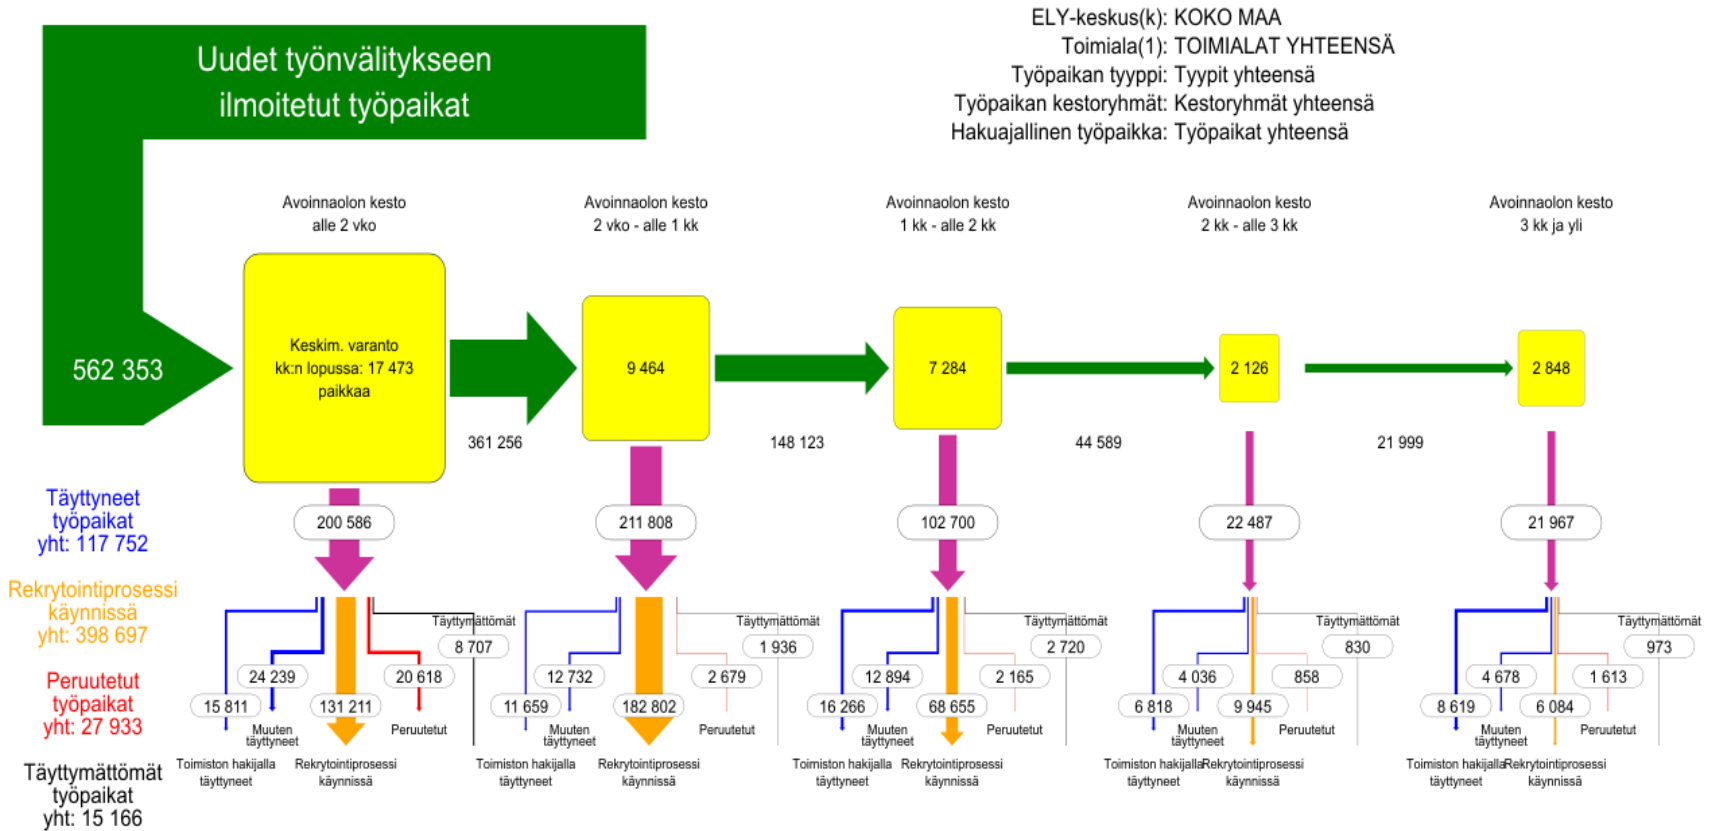 Uudet työnvälitykseen
ilmoitetut työpaikat
ELY-keskus(k): KOKO MAA
Toimiala(1): TOIMIALAT YHTEENSÄ
Työpaikan tyyppi: Tyypit yhteensä
Työpaikan kestoryhmät: Kestoryhmät yhteensä
Hakuajallinen työpaikka: Työpaikat yhteensä
Avoinnaolon kesto
alle 2 vko
Avoinnaolon kesto
2 vko - alle 1 kk
Avoinnaolon kesto
1 kk - alle 2 kk
Avoinnaolon kesto
2 kk - alle 3 kk
Avoinnaolon kesto
3 kk ja yli
562 353
Keskim. varanto
kk:n lopussa: 17 473
paikkaa
9 464
7 284
2 126
2 848
361 256
148 123
44 589
21 999
Täyttyneet
työpaikat
yht: 117 752
Rekrytointiprosessi
käynnissä
yht: 398 697
Peruutetut
työpaikat
yht: 27 933
Täyttymättömät
työpaikat
yht: 15 166
200 586
211 808
102 700
22 487
21 967
Täyttymättömät
8 707
24 239
20 618
15 811
131 211
Muuten
täyttyneet
Peruutetut
Toimiston hakijalla
täyttyneet
Rekrytointiprosessi
käynnissä
Täyttymättömät
1 936
12 732
2 679
11 659
182 802
Muuten
täyttyneet
Peruutetut
Toimiston hakijalla
täyttyneet
Rekrytointiprosessi
käynnissä
Täyttymättömät
2 720
12 894
2 165
16 266
68 655
Muuten
täyttyneet
Peruutetut
Toimiston hakijalla
täyttyneet
Rekrytointiprosessi
käynnissä
Täyttymättömät
830
4 036
858
6 818
9 945
Muuten
täyttyneet
Peruutetut
Toimiston hakijalla
täyttyneet
Rekrytointiprosessi
käynnissä
Täyttymättömät
973
4 678
1 613
8 619
6 084
Muuten
täyttyneet
Peruutetut
Toimiston hakijalla
täyttyneet
Rekrytointiprosessi
käynnissä